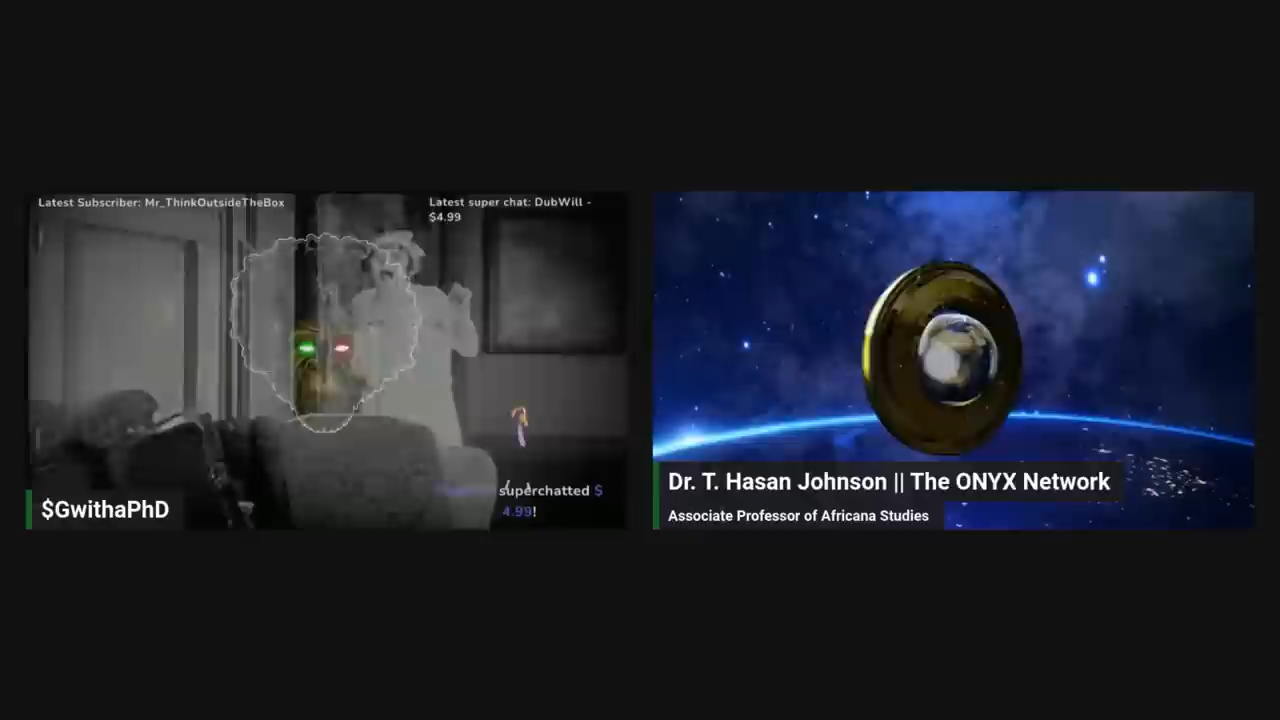 Latest Subscriber: Mr_ThinkOutsideTheBox
Latest super chat: DubWill -
$4.99
superchatted $
4.99!
$GwithaPhD
Dr. T. Hasan Johnson || The ONYX Network
Associate Professor of Africana Studies